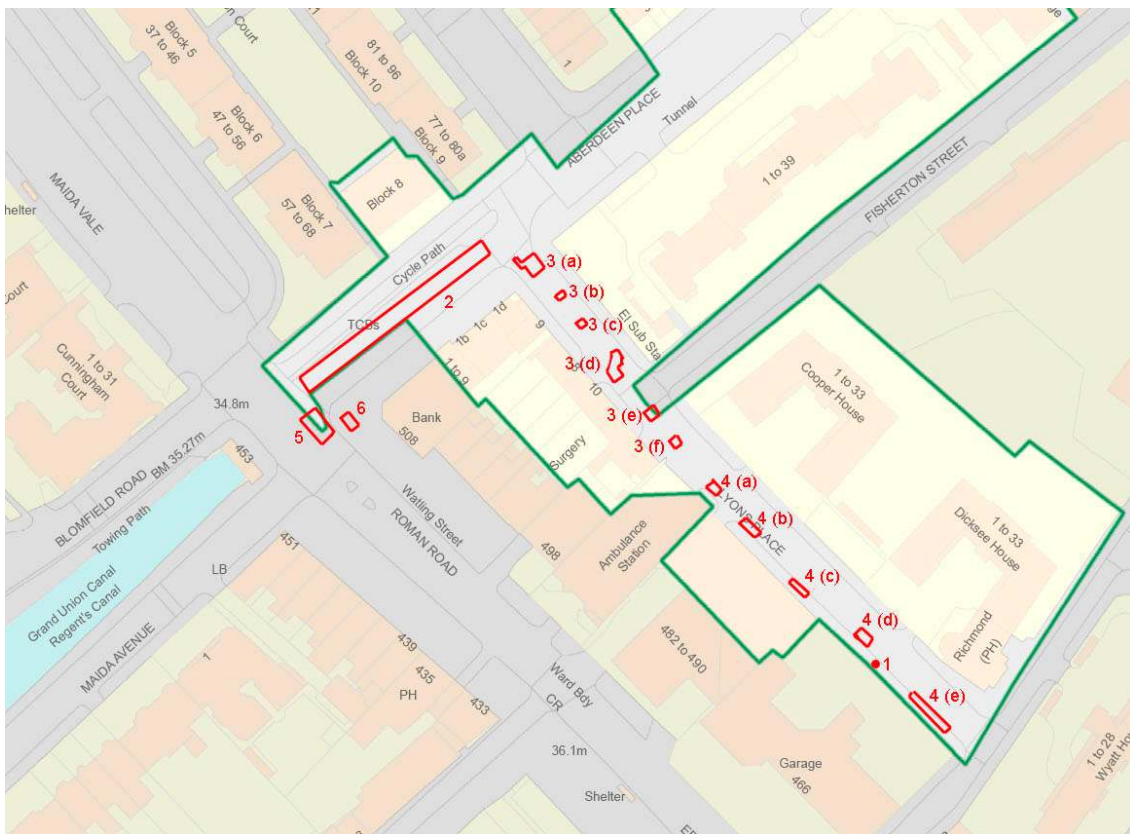 on Court
11
Block 5
37 to 46
Block 6
47 to 56
Block 7
57 to 68
81 to 96
Block 10
77 to 80a
Block 9
Block 8
1
ABERDEEN PLACE
Tunnel
1 to 39
FISHERTON STREET
MAIDA VALE
Shelter
Court
Cycle Path
2
TCBs
3 (a)
3 (b)
3 (c)
3 (d)
3 (e)
3 (f)
El Sub Sta
1b 1c 1d
1 to 9
9
8
10
1 to 31
Cunningham
Court
34.8m
5
6
Bank
508
Surgery
1 to 33
Cooper House
4 (a)
LYONS PLACE
4 (b)
4 (c)
4 (d)
1
4 (e)
1 to 33
Dicksee House
Richmond
(PH)
BM 35.27m
BLOMFIELD ROAD
453
Towing Path
Grand Union Canal
Regent's Canal
Watling Street
ROMAN ROAD
498
Ambulance
Station
451
LB
MAIDA AVENUE
1
439
435
PH
433
482 to 490
Ward Bdy
CR
36.1m
Garage
466
Shelter
1 to 28